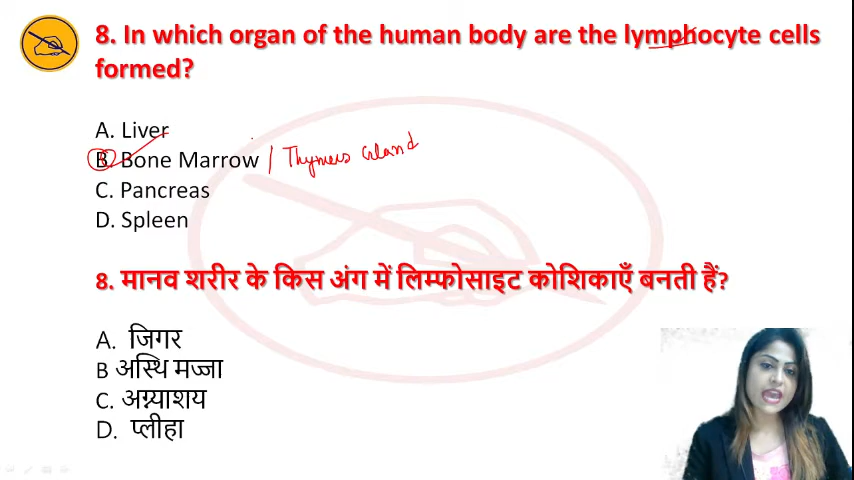 8. In which organ of the human body are the lymphocyte cells
formed?
A. Liver
B. Bone Marrow / Thymus Gland
C. Pancreas
D. Spleen
8. मानव शरीर के किस अंग में लिम्फोसाइट कोशिकाएँ बनती हैं?
A. जिगर
B अस्थि मज्जा
C. अग्न्याशय
D. प्लीहा